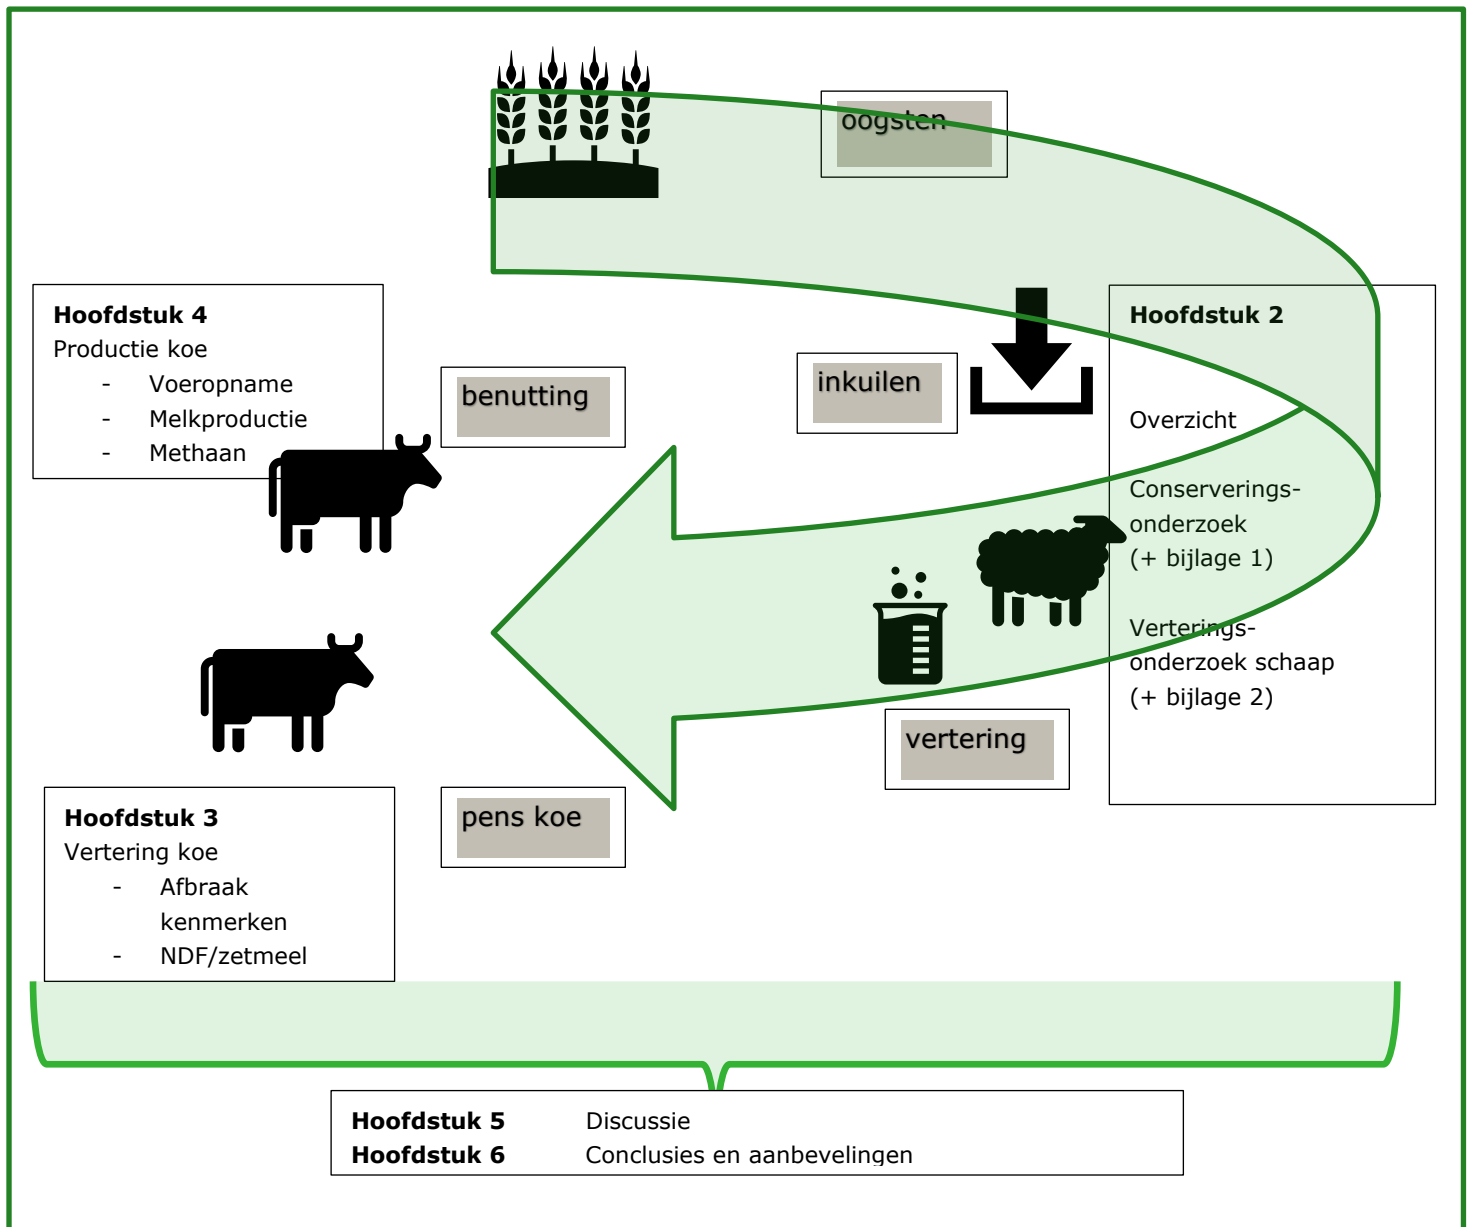 oogsten
Hoofdstuk 4
Productie koe
- Voeropname
- Melkproductie
- Methaan
benutting
inkuilen
Hoofdstuk 2
Overzicht
Conserverings-
onderzoek
(+ bijlage 1)
Verterings-
onderzoek schaap
(+ bijlage 2)
vertering
Hoofdstuk 3
Vertering koe
- Afbraak
kenmerken
- NDF/zetmeel
pens koe
Hoofdstuk 5 Discussie
Hoofdstuk 6 Conclusies en aanbevelingen